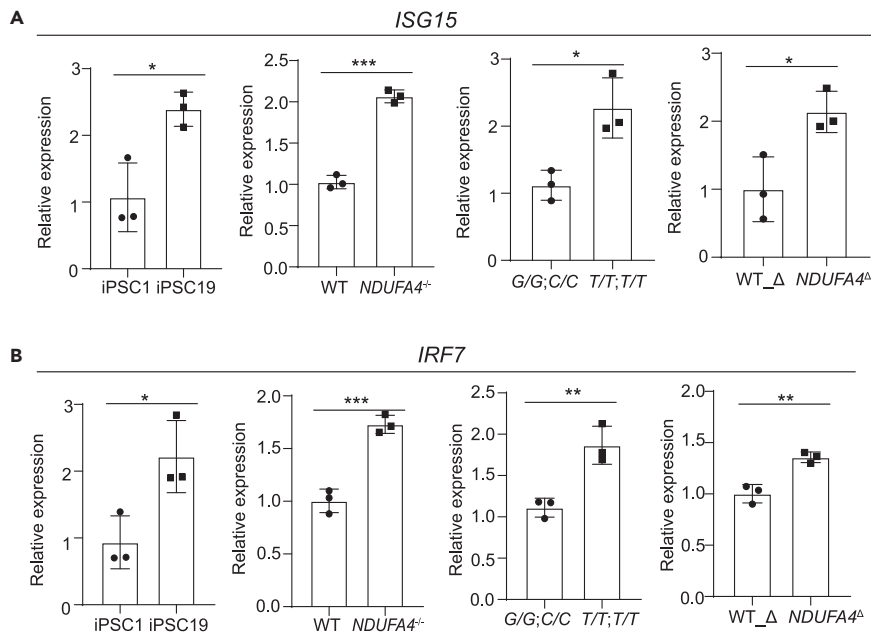 A
ISG15
* *** * *
Relative expression
3
2
1
0
iPSC1 iPSC19
Relative expression
2.5
2.0
1.5
1.0
0.5
0.0
WT NDUFA4-/-
Relative expression
3
2
1
0
G/G;C/C T/T;T/T
Relative expression
3
2
1
0
WT_Δ NDUFA4Δ
B
IRF7
* *** ** **
Relative expression
3
2
1
0
iPSC1 iPSC19
Relative expression
2.0
1.5
1.0
0.5
0.0
WT NDUFA4-/-
Relative expression
2.0
1.5
1.0
0.5
0.0
G/G;C/C T/T;T/T
Relative expression
2.0
1.5
1.0
0.5
0.0
WT_Δ NDUFA4Δ